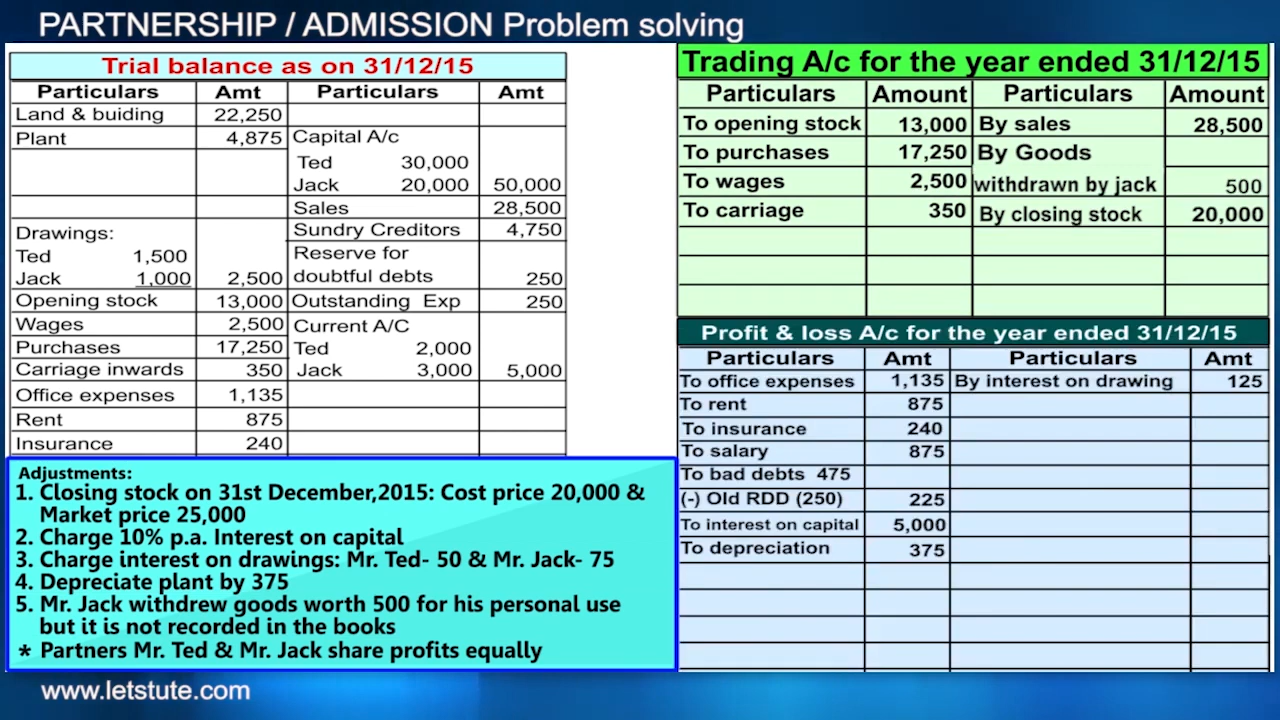 PARTNERSHIP / ADMISSION Problem solving
Trial balance as on 31/12/15
Particulars Amt Particulars Amt
Land & buiding 22,250
Plant 4,875 Capital A/c
Ted 30,000
Jack 20,000 50,000
Sales 28,500
Drawings: Sundry Creditors 4,750
Ted 1,500 Reserve for
Jack 1,000 2,500 doubtful debts 250
Opening stock 13,000 Outstanding Exp 250
Wages 2,500 Current A/C
Purchases 17,250 Ted 2,000
Carriage inwards 350 Jack 3,000 5,000
Office expenses 1,135
Rent 875
Insurance 240
Adjustments:
1. Closing stock on 31st December,2015: Cost price 20,000 &
Market price 25,000
2. Charge 10% p.a. Interest on capital
3. Charge interest on drawings: Mr. Ted- 50 & Mr. Jack- 75
4. Depreciate plant by 375
5. Mr. Jack withdrew goods worth 500 for his personal use
but it is not recorded in the books
* Partners Mr. Ted & Mr. Jack share profits equally
Trading A/c for the year ended 31/12/15
Particulars Amount Particulars Amount
To opening stock 13,000 By sales 28,500
To purchases 17,250 By Goods
To wages 2,500 withdrawn by jack 500
To carriage 350 By closing stock 20,000
Profit & loss A/c for the year ended 31/12/15
Particulars Amt Particulars Amt
To office expenses 1,135 By interest on drawing 125
To rent 875
To insurance 240
To salary 875
To bad debts 475
(-) Old RDD (250) 225
To interest on capital 5,000
To depreciation 375
www.letstute.com